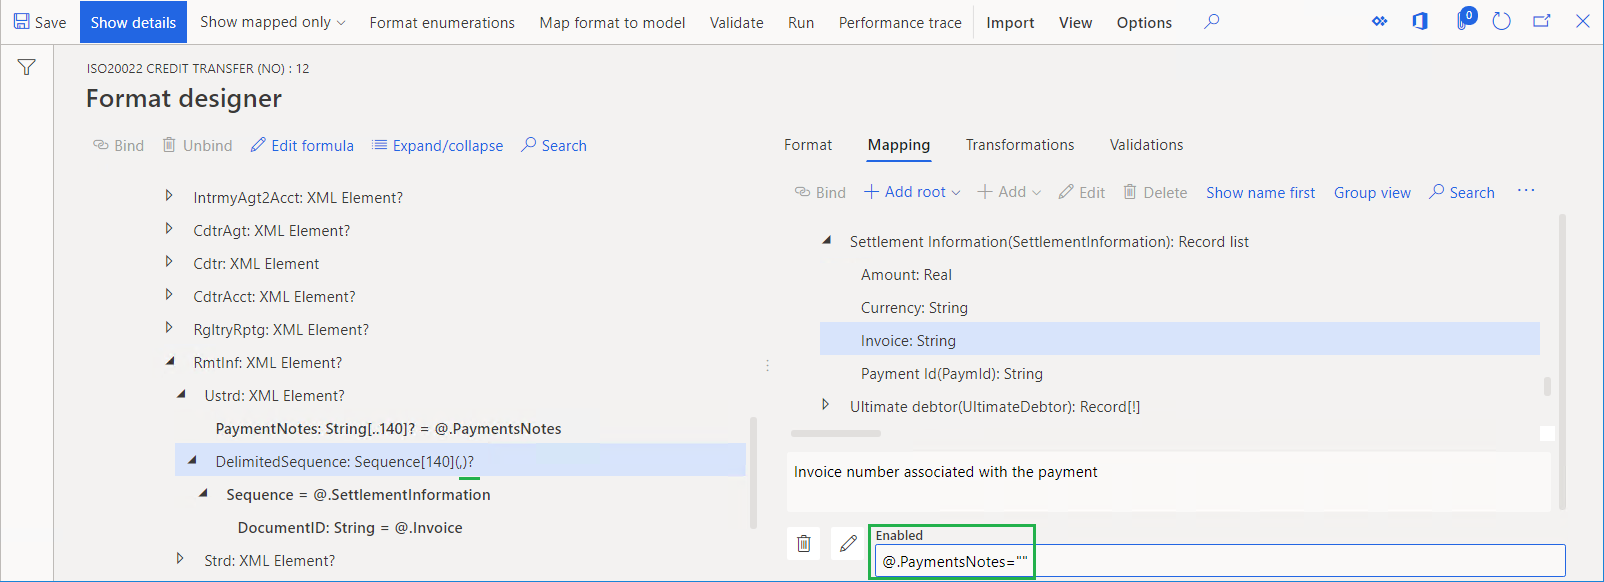 Save Show details Show mapped only Format enumerations Map format to model Validate Run Performance trace Import View Options 0
ISO20022 CREDIT TRANSFER (NO) : 12
Format designer
Bind Unbind Edit formula Expand/collapse Search
IntrmyAgt2Acct: XML Element?
CdtrAgt: XML Element?
Cdtr: XML Element
CdtrAcct: XML Element?
RgltryRptg: XML Element?
RmtInf: XML Element?
Ustrd: XML Element?
PaymentNotes: String[..140]? = @.PaymentsNotes
DelimitedSequence: Sequence[140](,)?
Sequence = @.SettlementInformation
DocumentID: String = @.Invoice
Strd: XML Element?
Format Mapping Transformations Validations
Bind Add root Add Edit Delete Show name first Group view Search ...
Settlement Information(SettlementInformation): Record list
Amount: Real
Currency: String
Invoice: String
Payment Id(PaymId): String
Ultimate debtor(UltimateDebtor): Record[!]
Invoice number associated with the payment
Enabled
@.PaymentsNotes=""